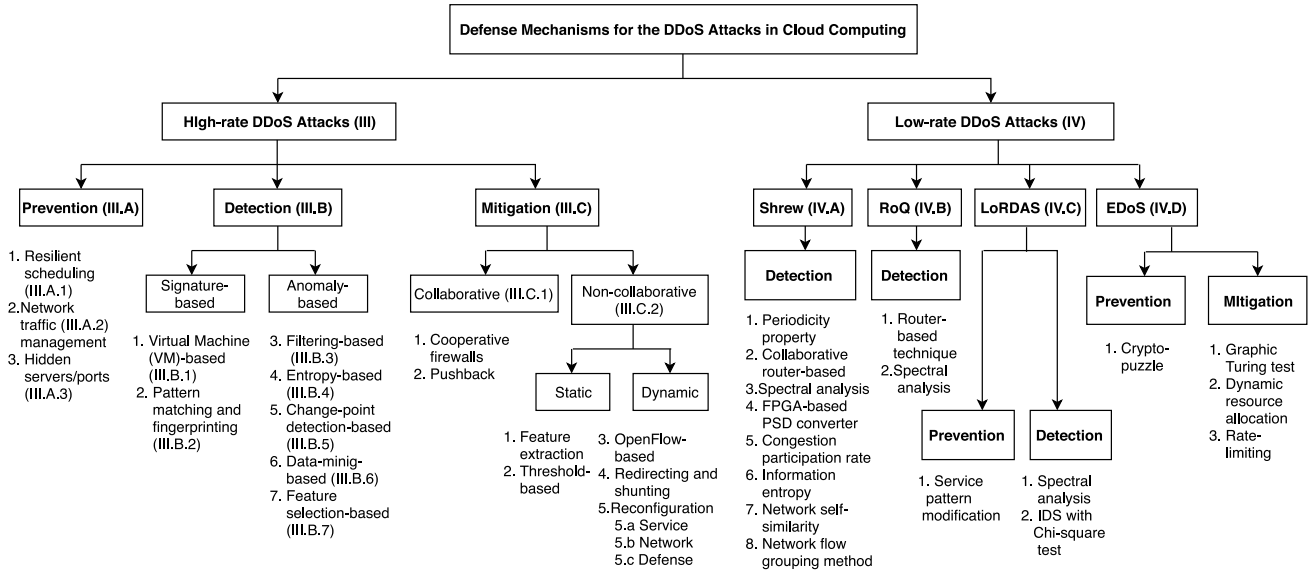 Defense Mechanisms for the DDoS Attacks in Cloud Computing
HIgh-rate DDoS Attacks (III)
Low-rate DDoS Attacks (IV)
Prevention (III.A)
Detection (III.B)
Mitigation (III.C)
Shrew (IV.A)
RoQ (IV.B)
LoRDAS (IV.C)
EDoS (IV.D)
1. Resilient
scheduling
(III.A.1)
2.Network
traffic (III.A.2)
management
3. Hidden
servers/ports
(III.A.3)
Signature-
based
1. Virtual Machine
(VM)-based
(III.B.1)
2. Pattern
matching and
fingerprinting
(III.B.2)
Anomaly-
based
3. Filtering-based
(III.B.3)
4. Entropy-based
(III.B.4)
5. Change-point
detection-based
(III.B.5)
6. Data-minig-
based (III.B.6)
7. Feature
selection-based
(III.B.7)
Collaborative (III.C.1)
1. Cooperative
firewalls
2. Pushback
Non-collaborative
(III.C.2)
Static
1. Feature
extraction
2. Threshold-
based
Dynamic
3. OpenFlow-
based
4. Redirecting and
shunting
5.Reconfiguration
5.a Service
5.b Network
5.c Defense
Detection
1. Periodicity
property
2. Collaborative
router-based
3.Spectral analysis
4. FPGA-based
PSD converter
5. Congestion
participation rate
6. Information
entropy
7. Network self-
similarity
8. Network flow
grouping method
Detection
1. Router-
based
technique
2.Spectral
analysis
Prevention
1. Service
pattern
modification
Detection
1. Spectral
analysis
2. IDS with
Chi-square
test
Prevention
1. Crypto-
puzzle
MItigation
1. Graphic
Turing test
2. Dynamic
resource
allocation
3. Rate-
limiting